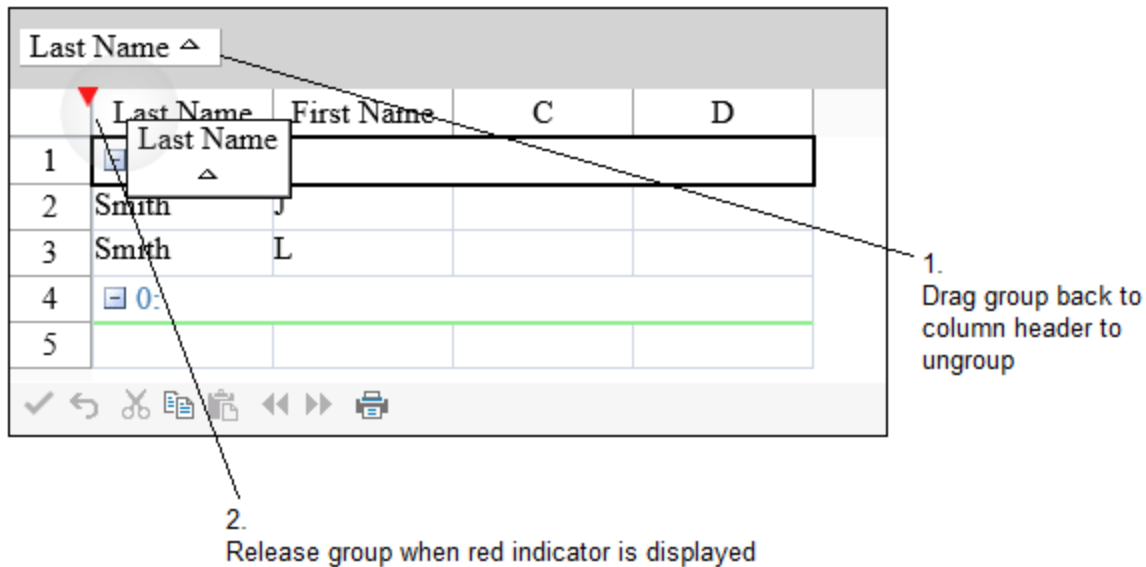 Last Name
Last Name First Name C D
Last Name
1
2 Smith J
3 Smith L
4 0:
5
1.
Drag group back to
column header to
ungroup
2.
Release group when red indicator is displayed